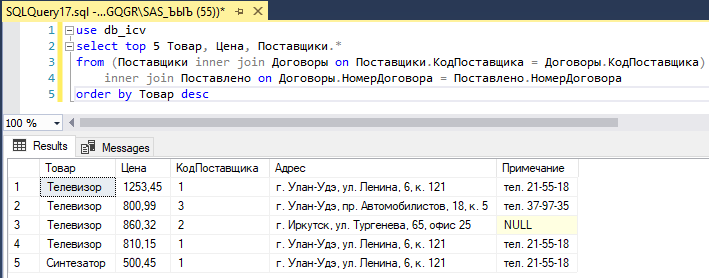 SQLQuery17.sql -...GQGR\SAS_ЪЫЬ (55))*
1 use db_icv
2 select top 5 Товар, Цена, Поставщики.*
3 from (Поставщики inner join Договоры on Поставщики.КодПоставщика = Договоры.КодПоставщика)
4 inner join Поставлено on Договоры.НомерДоговора = Поставлено.НомерДоговора
5 order by Товар desc
100 %
Results Messages
Товар Цена КодПоставщика Адрес Примечание
1 Телевизор 1253,45 1 г. Улан-Удэ, ул. Ленина, 6, к. 121 тел. 21-55-18
2 Телевизор 800,99 3 г. Улан-Удэ, пр. Автомобилистов, 18, к. 5 тел. 37-97-35
3 Телевизор 860,32 2 г. Иркутск, ул. Тургенева, 65, офис 25 NULL
4 Телевизор 810,15 1 г. Улан-Удэ, ул. Ленина, 6, к. 121 тел. 21-55-18
5 Синтезатор 500,45 1 г. Улан-Удэ, ул. Ленина, 6, к. 121 тел. 21-55-18